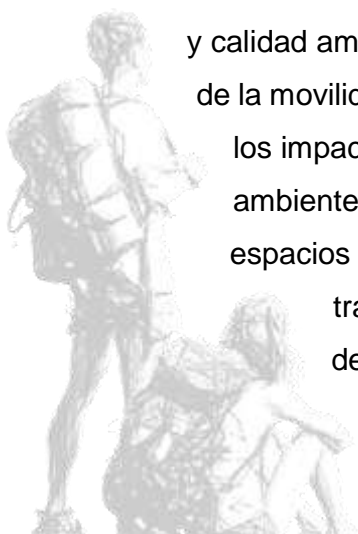 y calidad am
de la movilid
los impac
ambiente
espacios
tra
de